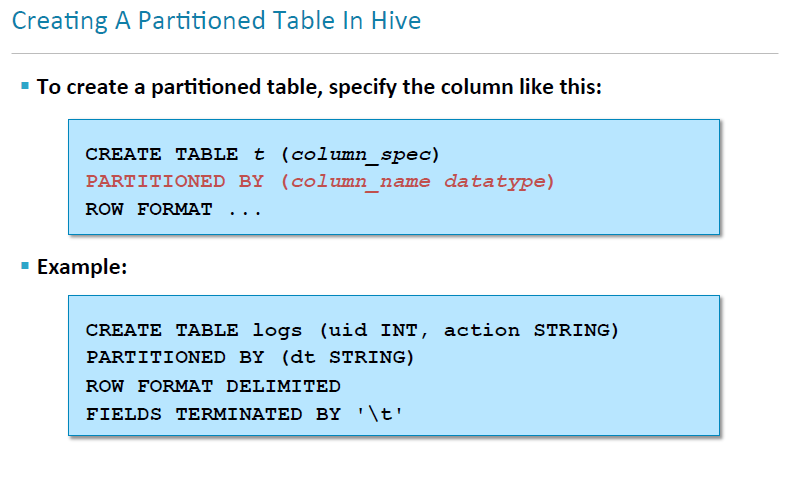 Creating A Partitioned Table In Hive
To create a partitioned table, specify the column like this:
CREATE TABLE t (column_spec)
PARTITIONED BY (column_name datatype)
ROW FORMAT ...
Example:
CREATE TABLE logs (uid INT, action STRING)
PARTITIONED BY (dt STRING)
ROW FORMAT DELIMITED
FIELDS TERMINATED BY '\t'